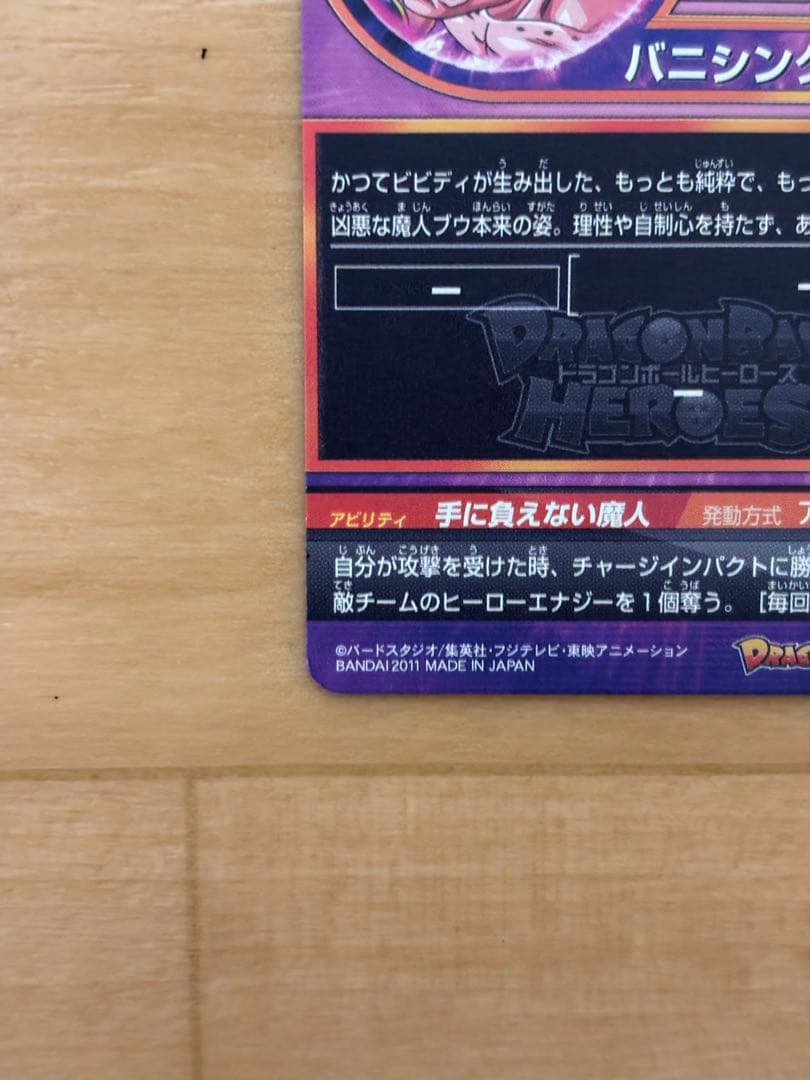 バニシング
かつてビビディが生み出した、もっとも純粋で、もっ
凶悪な魔人ブウ本来の姿。理性や自制心を持たず、あ
ー
ー
DRAGON BA
ドラゴンボールヒーローズ
ー
HEROES
アビリティ 手に負えない魔人 発動方式 ア
自分が攻撃を受けた時、チャージインパクトに勝
敵チームのヒーローエナジーを1個奪う。［毎回
©バードスタジオ/集英社・フジテレビ・東映アニメーション
BANDAI 2011 MADE IN JAPAN
DRAG